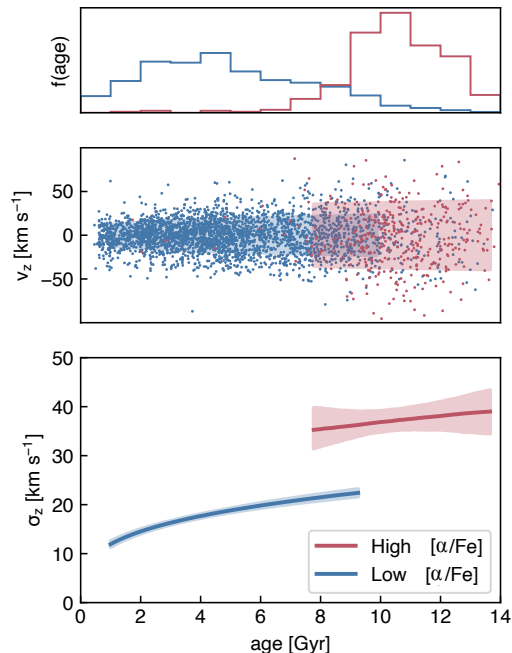 f(age)
50
0
−50
v_z [km s⁻¹]
50
40
30
20
10
0
σ_z [km s⁻¹]
High [α/Fe]
Low [α/Fe]
0 2 4 6 8 10 12 14
age [Gyr]